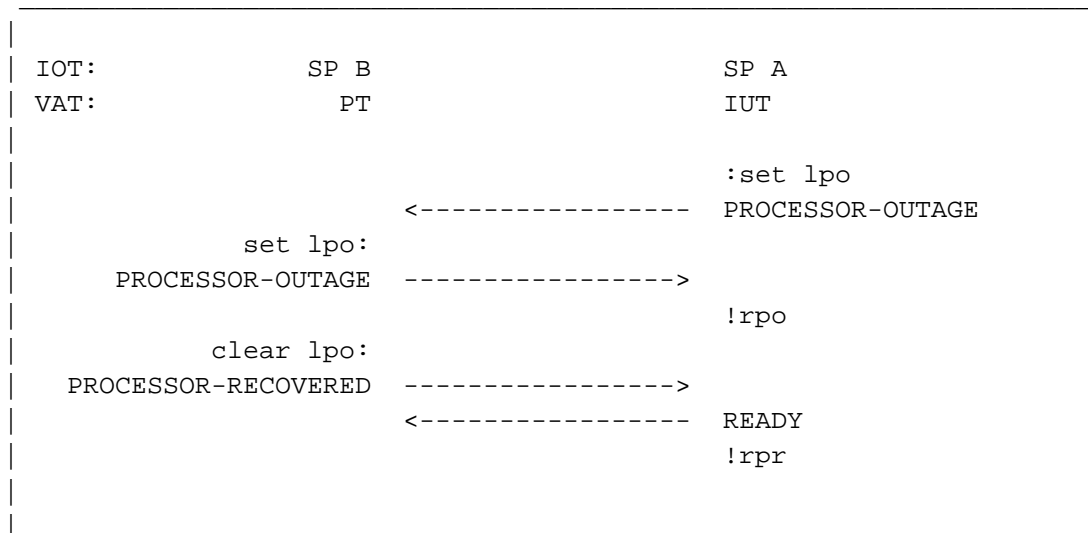 IOT: SP B SP A
VAT: PT IUT
:set lpo
<----------------- PROCESSOR-OUTAGE
set lpo:
PROCESSOR-OUTAGE ----------------->
!rpo
clear lpo:
PROCESSOR-RECOVERED ----------------->
<----------------- READY
!rpr